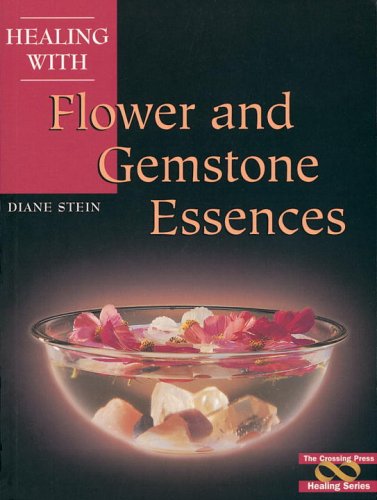 HEALING
WITH
Flower and
Gemstone
Essences
DIANE STEIN
The Crossing Press
Healing Series